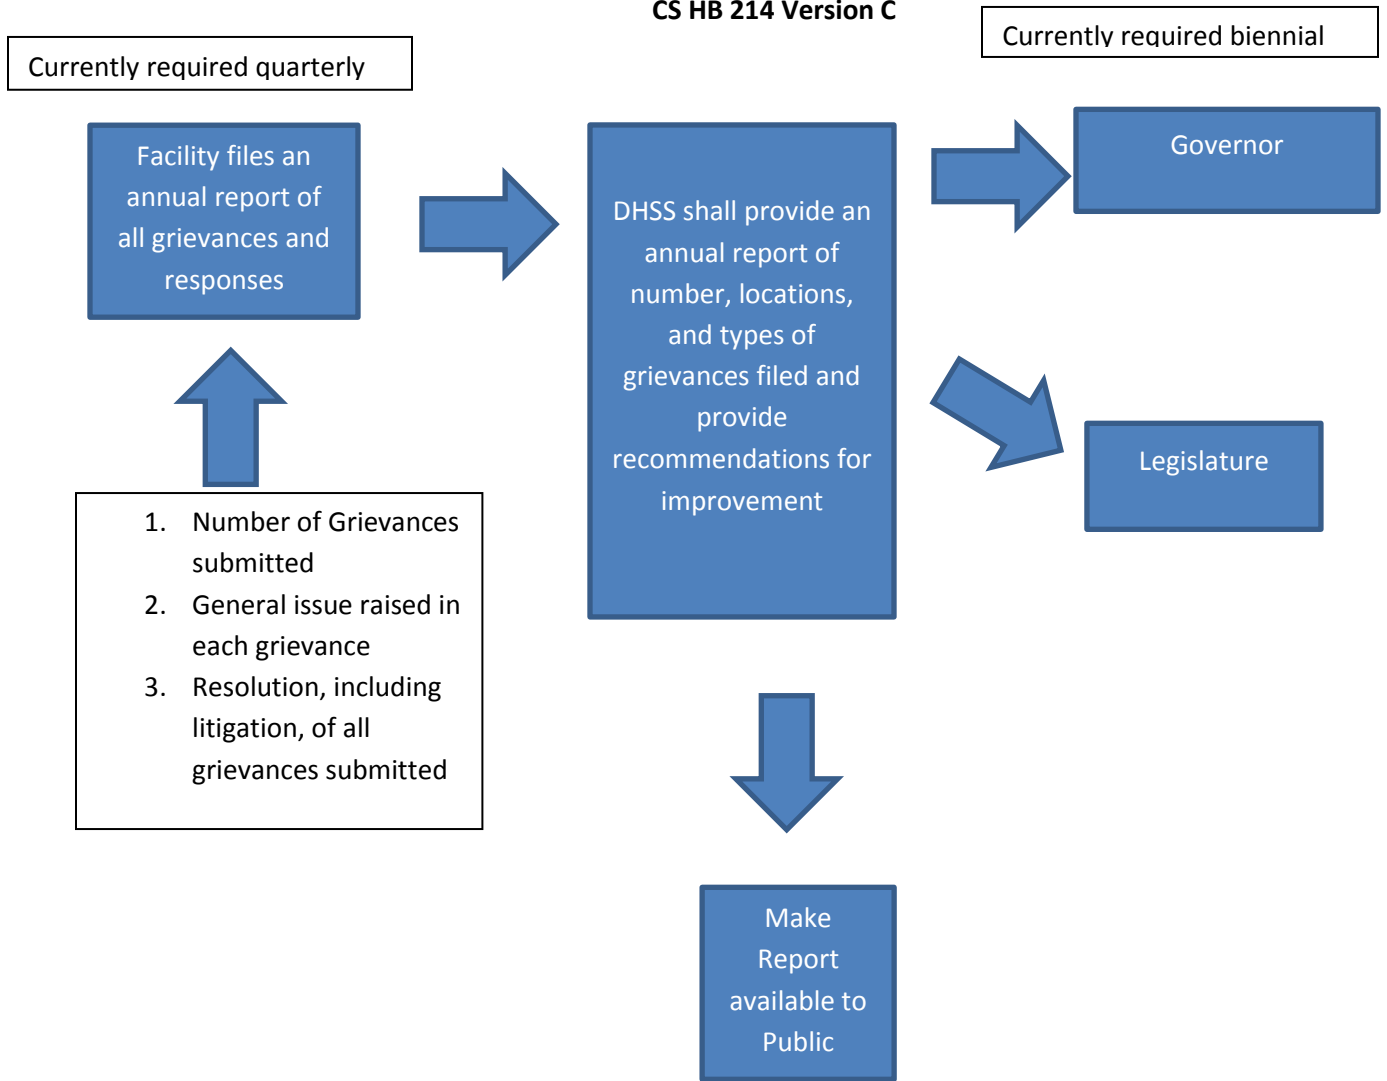 CS HB 214 Version C
Currently required quarterly
Currently required biennial
Facility files an
annual report of
all grievances and
responses
DHSS shall provide an
annual report of
number, locations,
and types of
grievances filed and
provide
recommendations for
improvement
Governor
Legislature
1. Number of Grievances
submitted
2. General issue raised in
each grievance
3. Resolution, including
litigation, of all
grievances submitted
Make
Report
available to
Public